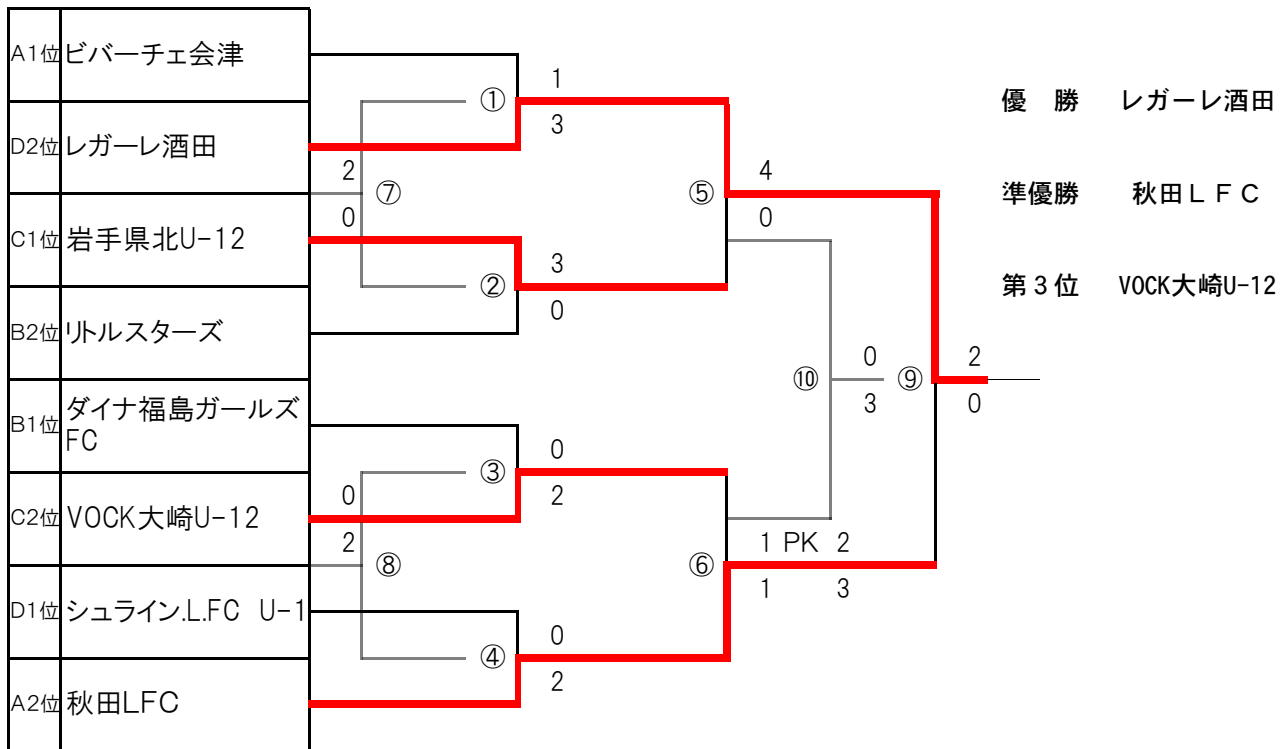 A1位 ビバーチェ会津
1
① 優　勝　レガーレ酒田
3
D2位 レガーレ酒田
2 4
⑦ ⑤ 準優勝　秋田ＬＦＣ
0 0
C1位 岩手県北U-12
3
② 第３位　VOCK大崎U-12
0
B2位 リトルスターズ
0 2
⑩ ⑨
3 0
B1位 ダイナ福島ガールズ
FC
0
③
0 2
C2位 VOCK大崎U-12
2 1 PK 2
⑧ ⑥
1 3
D1位 シュライン.L.FC U-1
0
④
2
A2位 秋田LFC